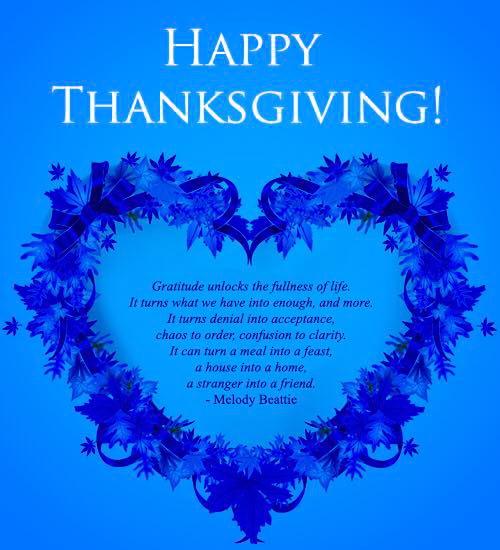 HAPPY
THANKSGIVING!
Gratitude unlocks the fullness of life.
It turns what we have into enough, and more.
It turns denial into acceptance,
chaos to order, confusion to clarity.
It can turn a meal into a feast,
a house into a home,
a stranger into a friend.
- Melody Beattie